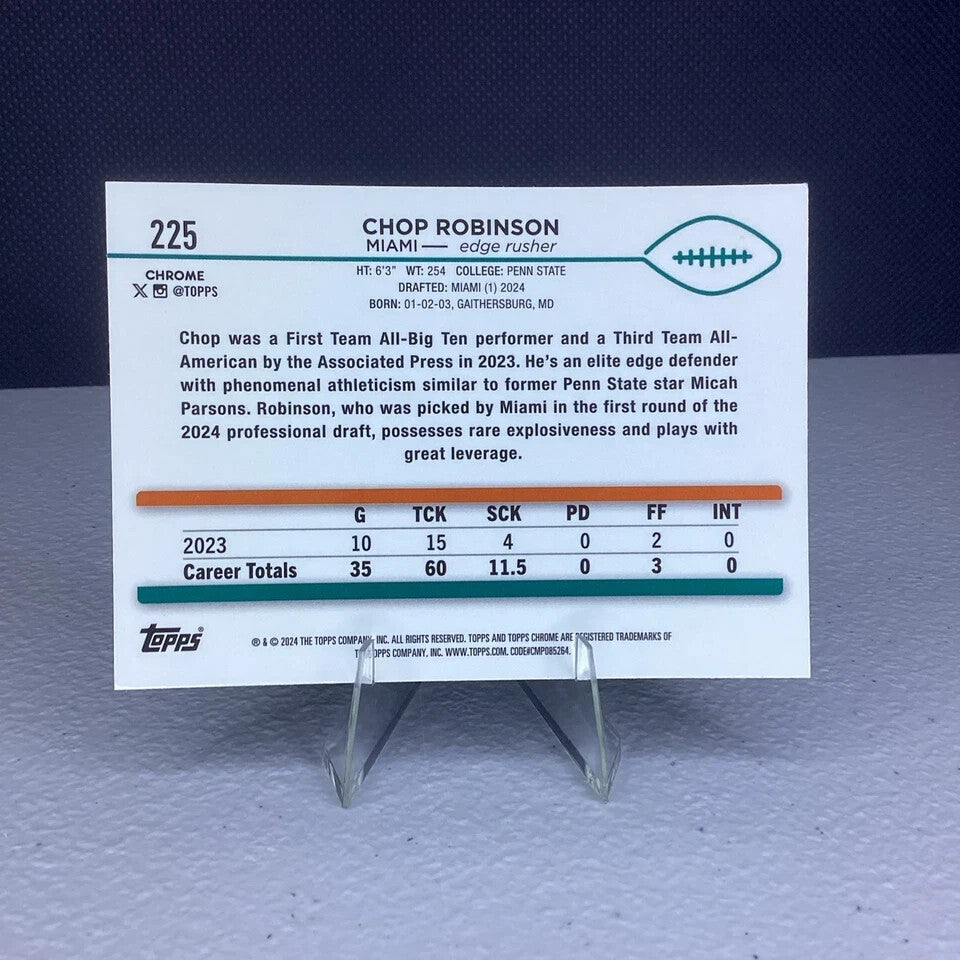 225
CHOP ROBINSON
MIAMI — edge rusher
CHROME
@TOPPS
HT: 6'3" WT: 254 COLLEGE: PENN STATE
DRAFTED: MIAMI (1) 2024
BORN: 01-02-03, GAITHERSBURG, MD
Chop was a First Team All-Big Ten performer and a Third Team All-
American by the Associated Press in 2023. He's an elite edge defender
with phenomenal athleticism similar to former Penn State star Micah
Parsons. Robinson, who was picked by Miami in the first round of the
2024 professional draft, possesses rare explosiveness and plays with
great leverage.
G TCK SCK PD FF INT
2023 10 15 4 0 2 0
Career Totals 35 60 11.5 0 3 0
Topps®
® & © 2024 THE TOPPS COMPANY, INC. ALL RIGHTS RESERVED. TOPPS AND TOPPS CHROME ARE REGISTERED TRADEMARKS OF
TOPPS COMPANY, INC. WWW.TOPPS.COM. CODE#CMP085264.